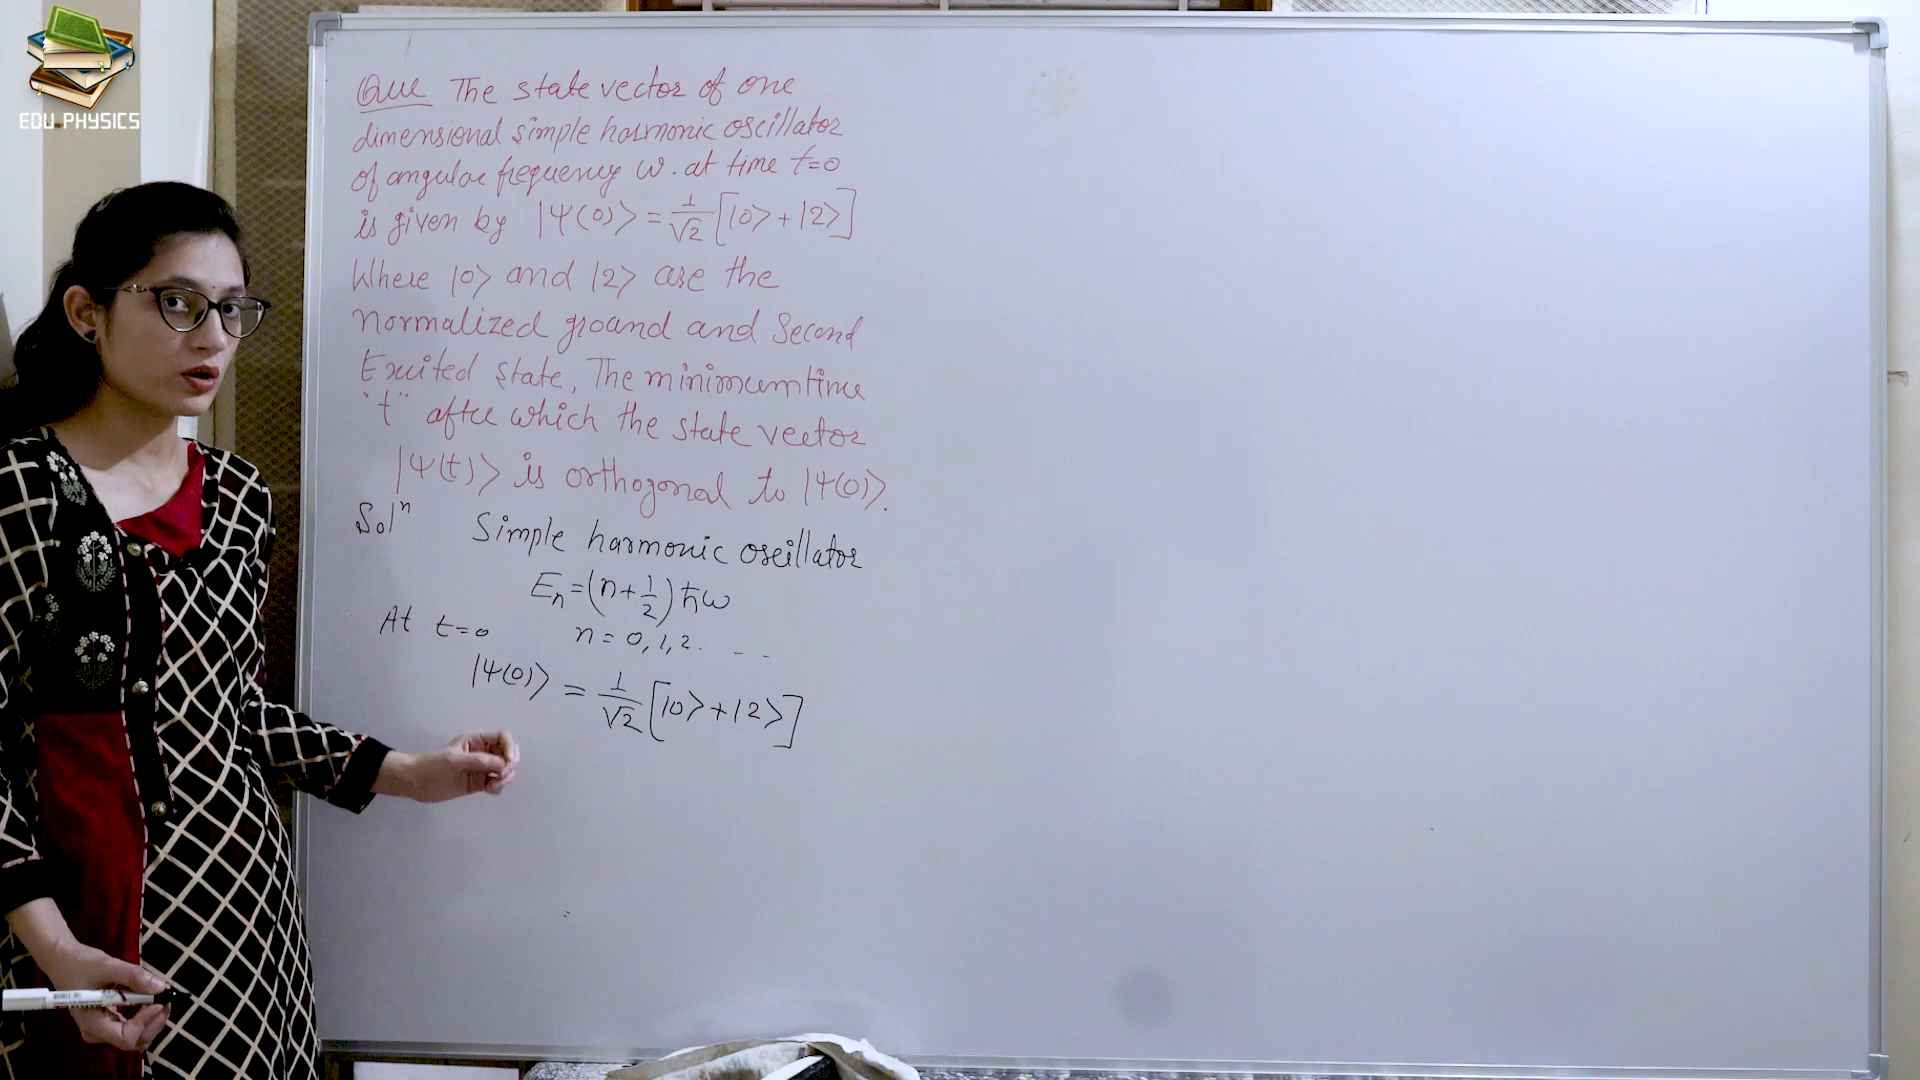 EDU PHYSICS
Que The state vector of one
dimensional simple harmonic oscillator
of angular frequency ω. at time t=0
is given by |Ψ(0)⟩ = 1/√2 [|0⟩ + |2⟩]
Where |0⟩ and |2⟩ are the
normalized ground and Second
Excited state, The minimum time
"t" after which the state vector
|Ψ(t)⟩ is orthogonal to |Ψ(0)⟩.
Solⁿ Simple harmonic oscillator
Eₙ = (n + 1/2) ħω
At t=0 n = 0, 1, 2. - -
|Ψ(0)⟩ = 1/√2 [|0⟩ + |2⟩]